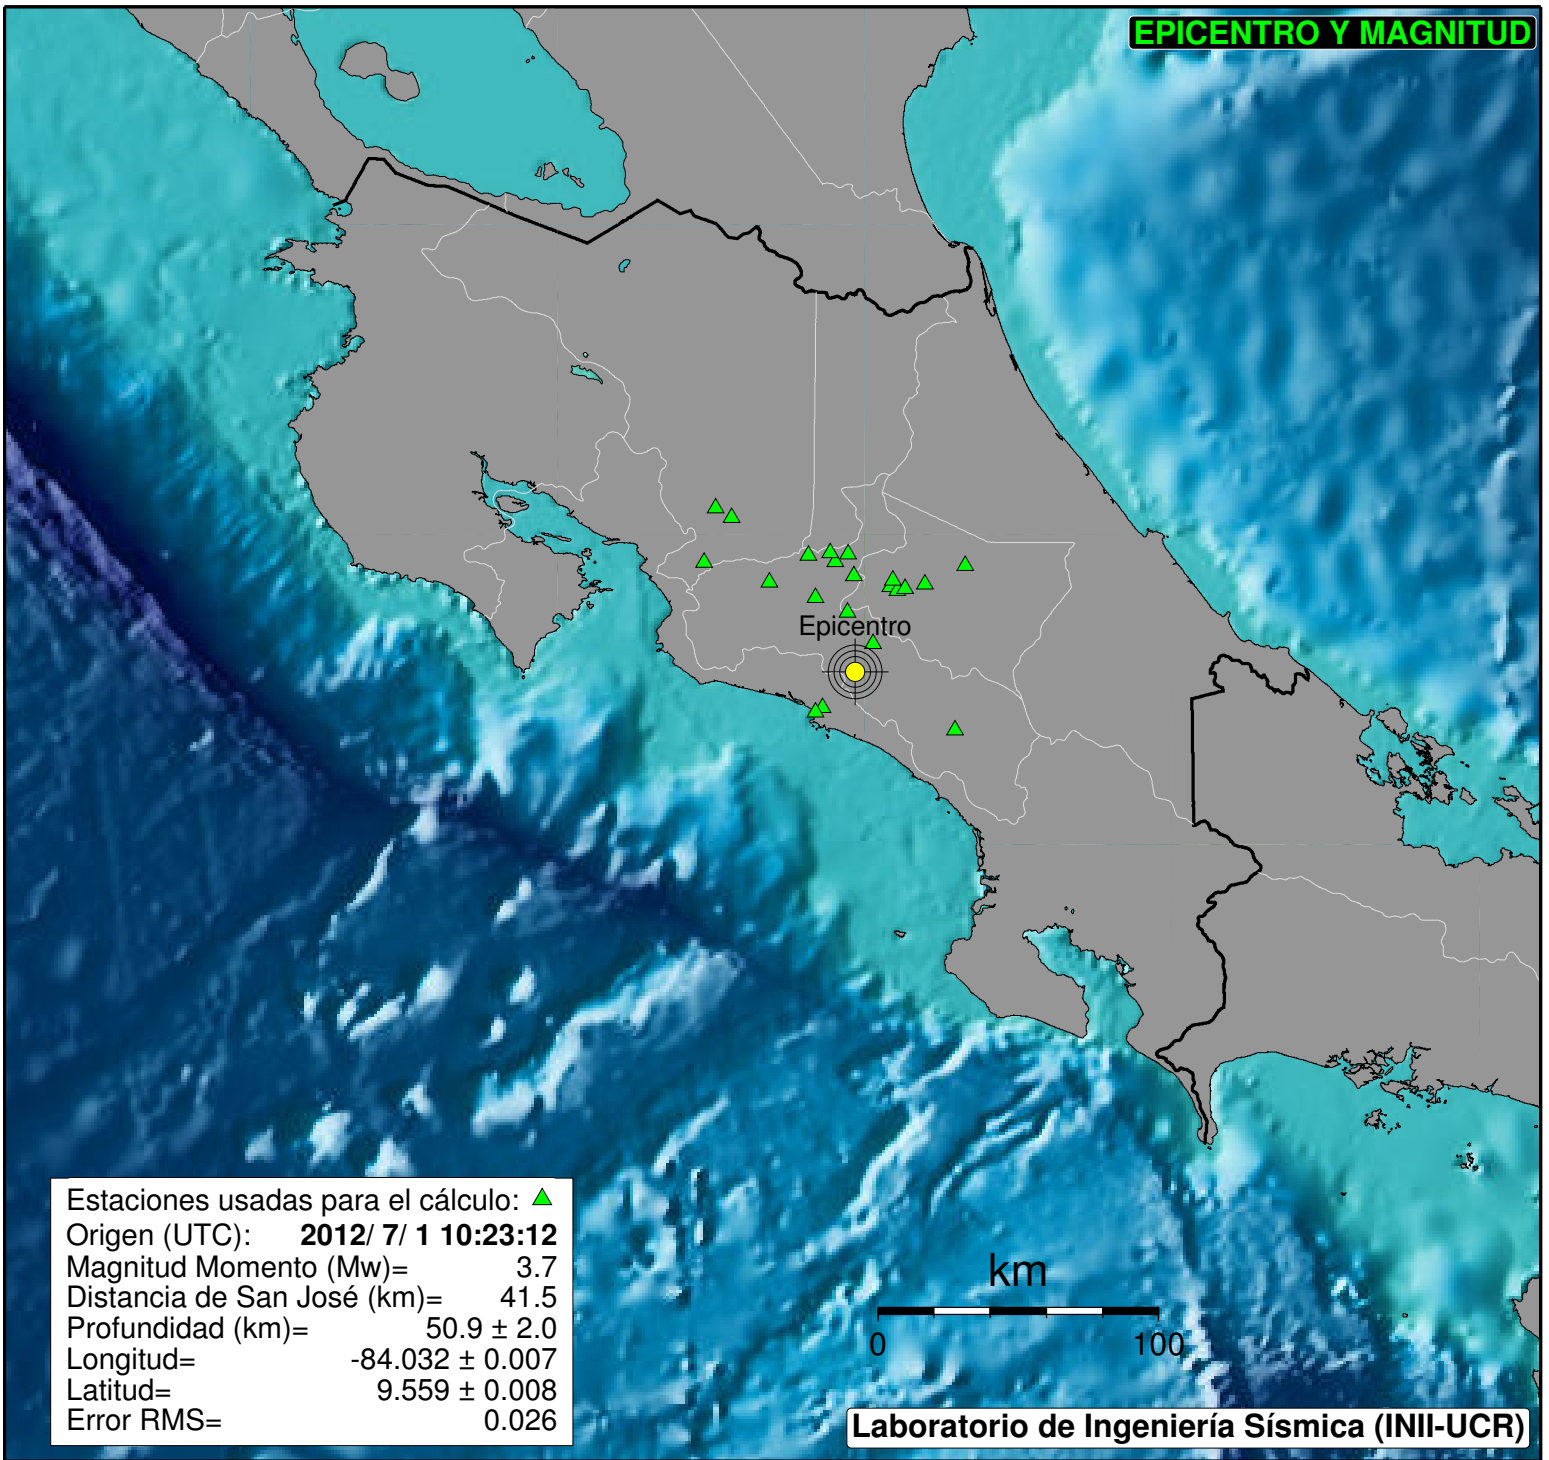 EPICENTRO Y MAGNITUD
Epicentro
Estaciones usadas para el cálculo:
Origen (UTC): 2012/ 7/ 1 10:23:12
Magnitud Momento (Mw)= 3.7
Distancia de San José (km)= 41.5
Profundidad (km)= 50.9 ± 2.0
Longitud= -84.032 ± 0.007
Latitud= 9.559 ± 0.008
Error RMS= 0.026
km
0 100
Laboratorio de Ingeniería Sísmica (INII-UCR)